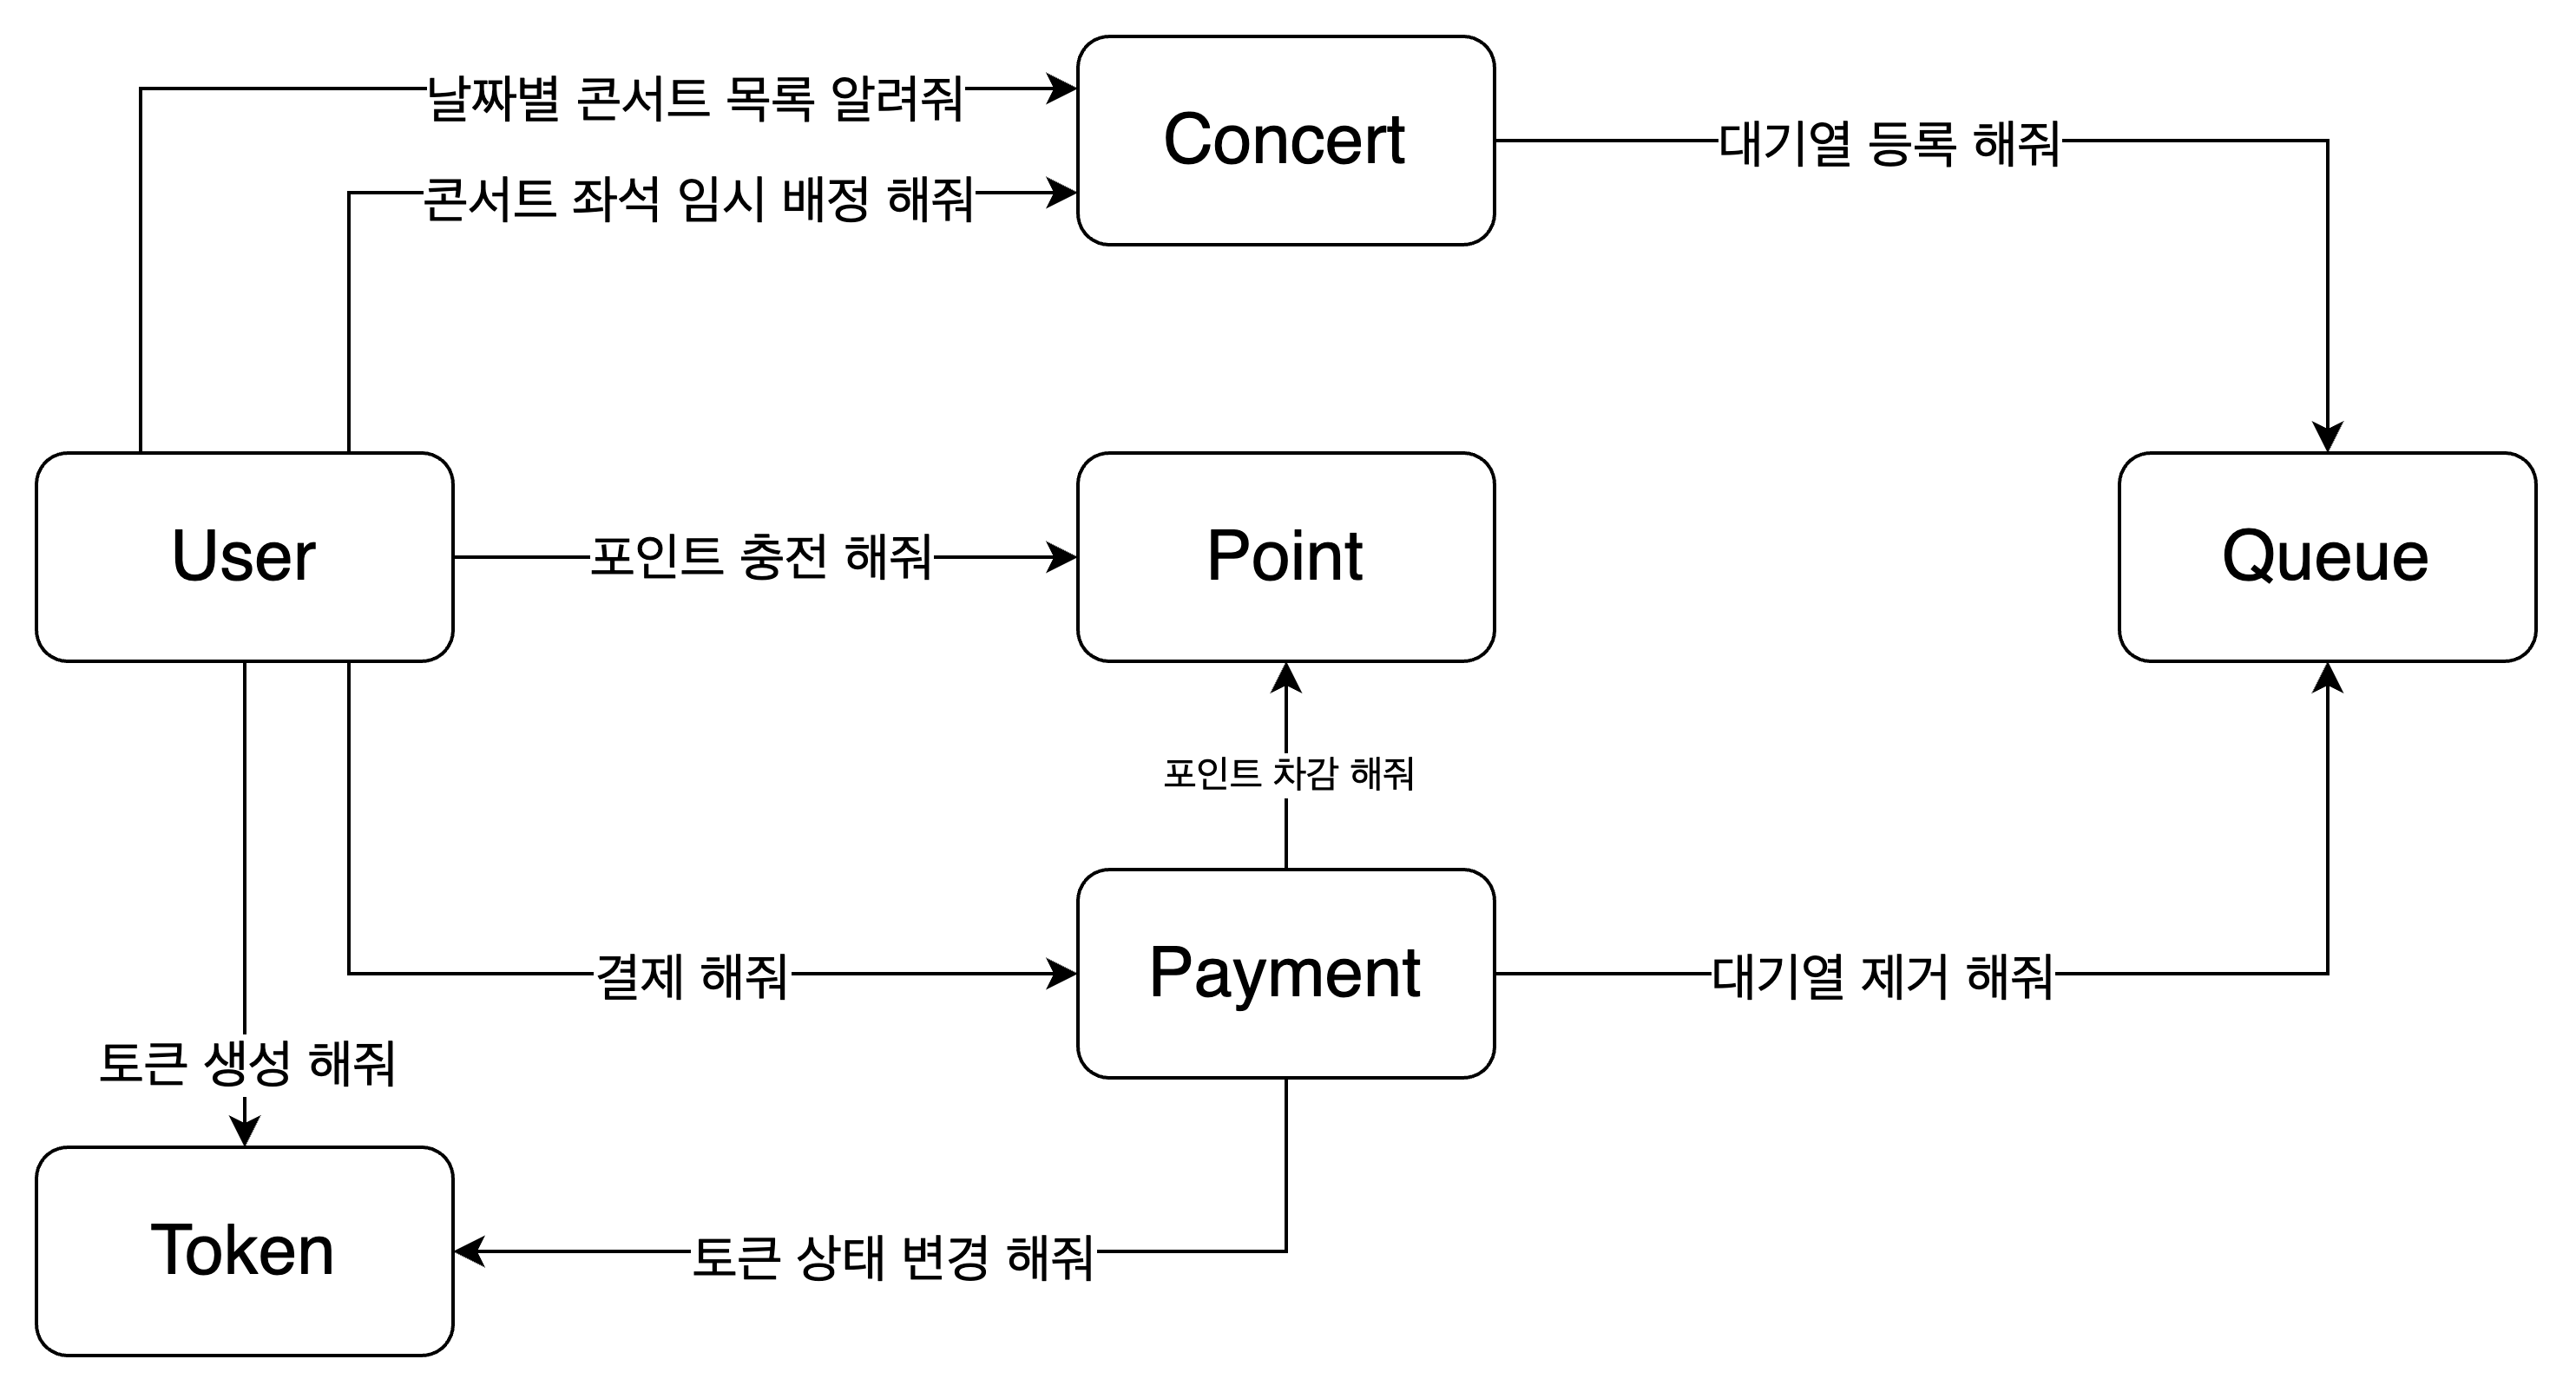 날짜별 콘서트 목록 알려줘
Concert
대기열 등록 해줘
콘서트 좌석 임시 배정 해줘
User
포인트 충전 해줘
Point
Queue
포인트 차감 해줘
결제 해줘
Payment
대기열 제거 해줘
토큰 생성 해줘
Token
토큰 상태 변경 해줘